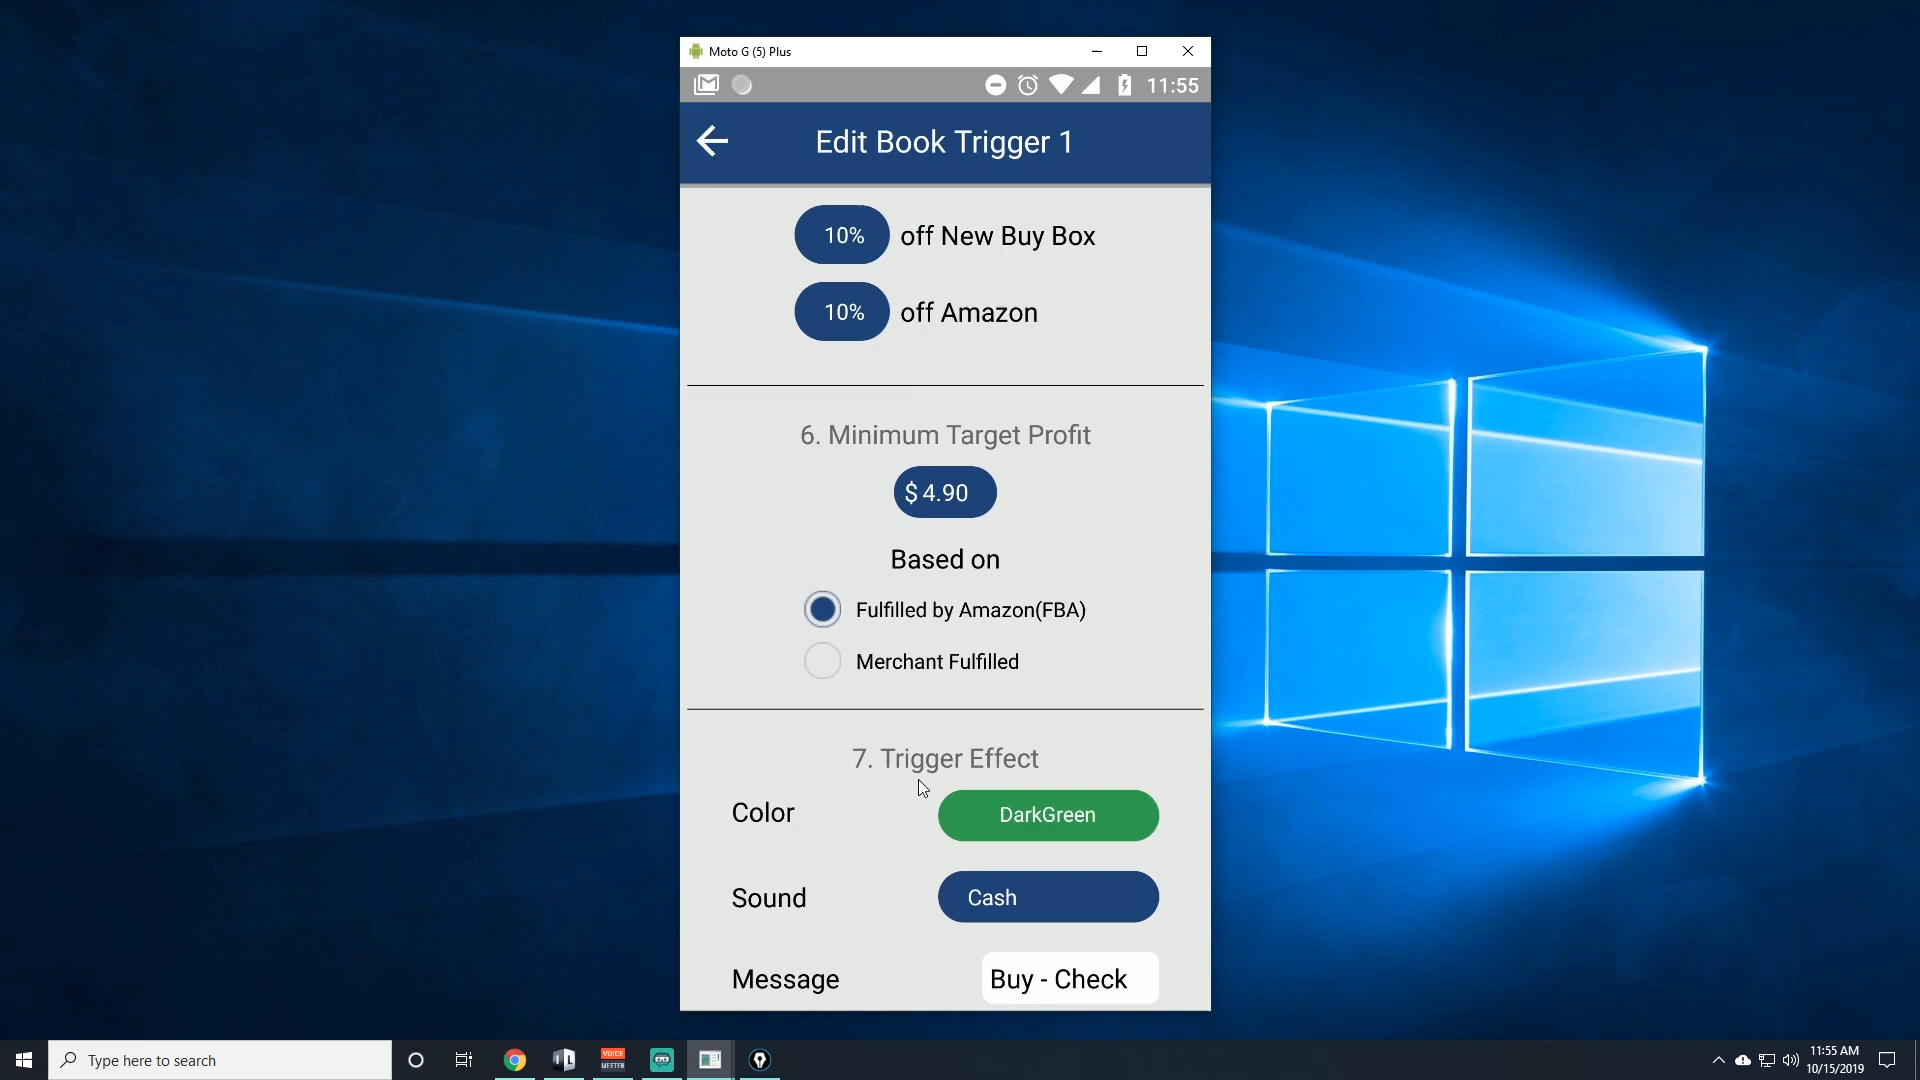 Moto G (5) Plus
11:55
Edit Book Trigger 1
10% off New Buy Box
10% off Amazon
6. Minimum Target Profit
$ 4.90
Based on
Fulfilled by Amazon(FBA)
Merchant Fulfilled
7. Trigger Effect
Color DarkGreen
Sound Cash
Message Buy - Check
Type here to search
VOICE
MEETER
11:55 AM
10/15/2019